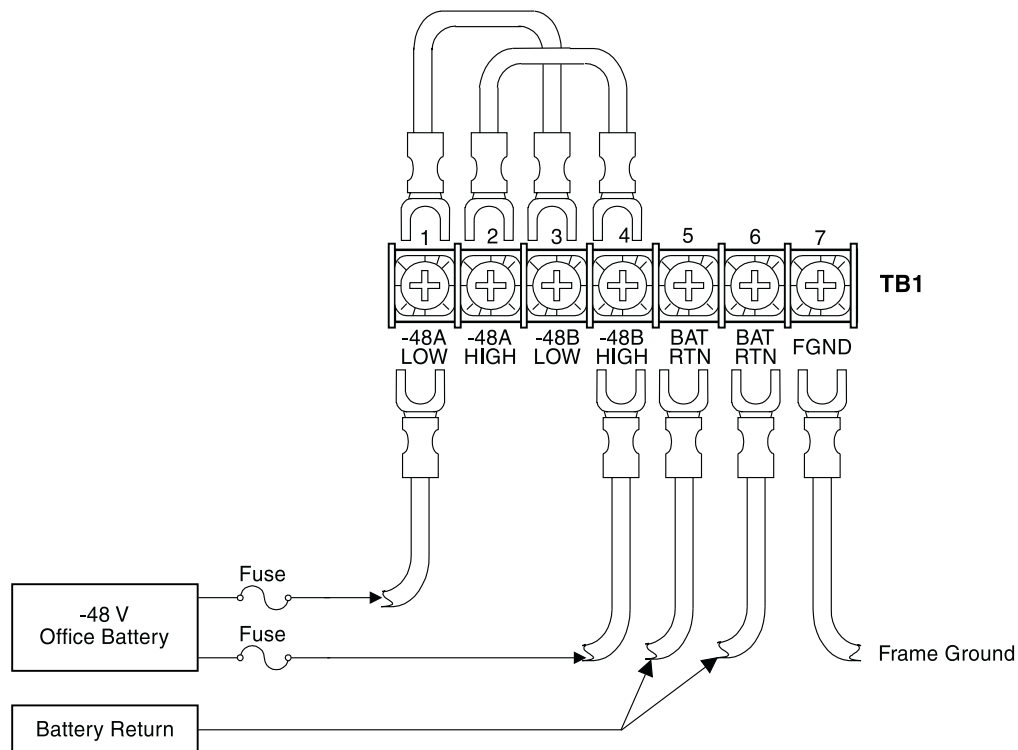 1 2 3 4 5 6 7
TB1
-48A LOW
-48A HIGH
-48B LOW
-48B HIGH
BAT RTN
BAT RTN
FGND
Fuse
-48 V
Office Battery
Fuse
Frame Ground
Battery Return